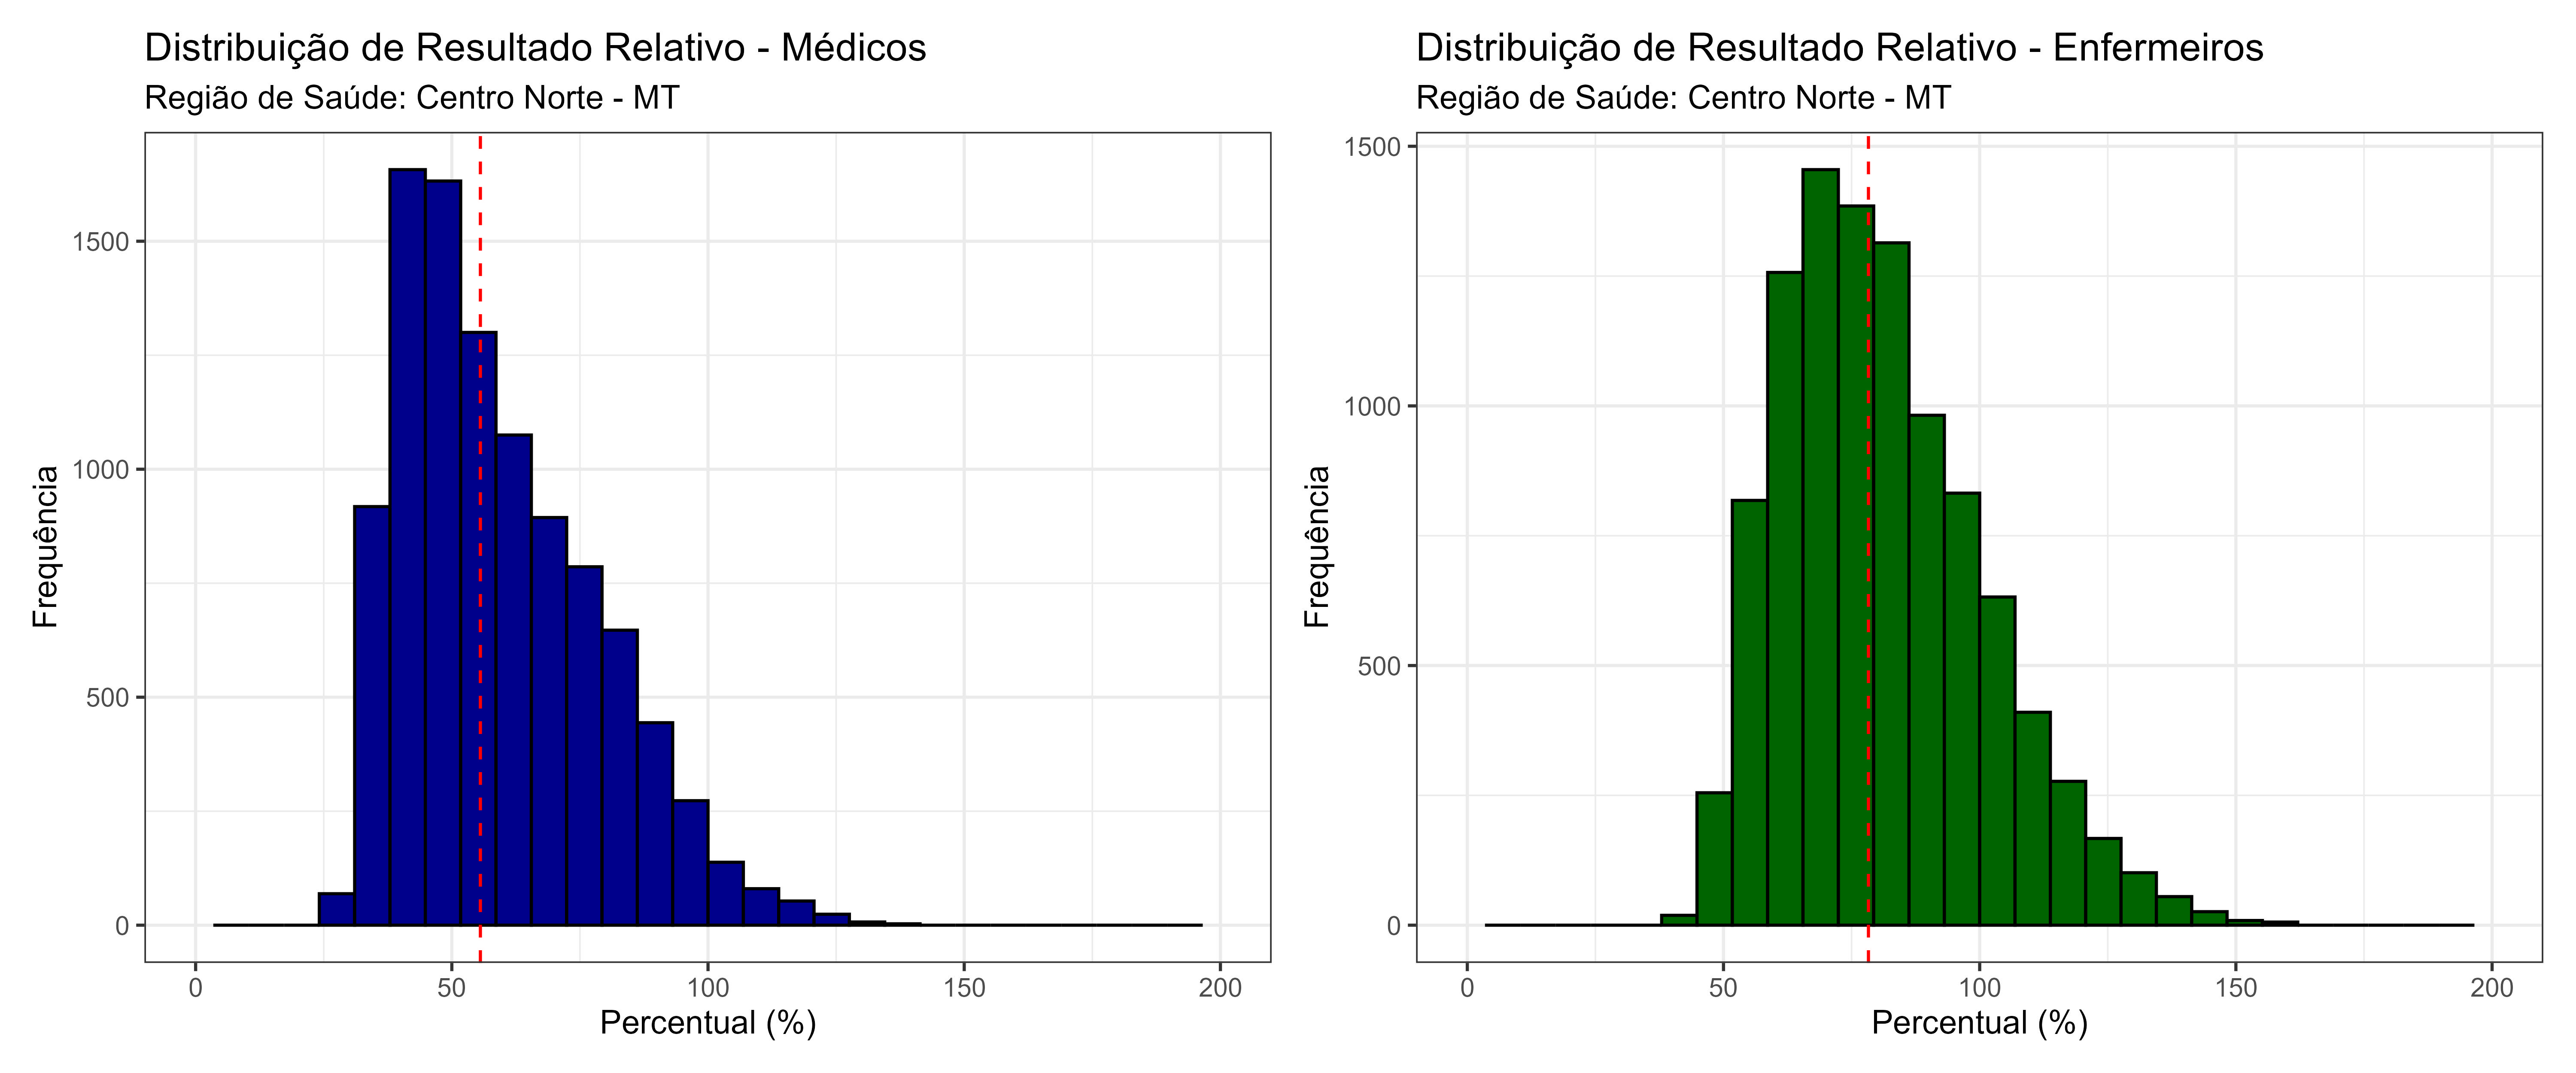 Distribuição de Resultado Relativo - Médicos
Região de Saúde: Centro Norte - MT
Frequência
1500
1000
500
0
0 50 100 150 200
Percentual (%)
Distribuição de Resultado Relativo - Enfermeiros
Região de Saúde: Centro Norte - MT
Frequência
1500
1000
500
0
0 50 100 150 200
Percentual (%)